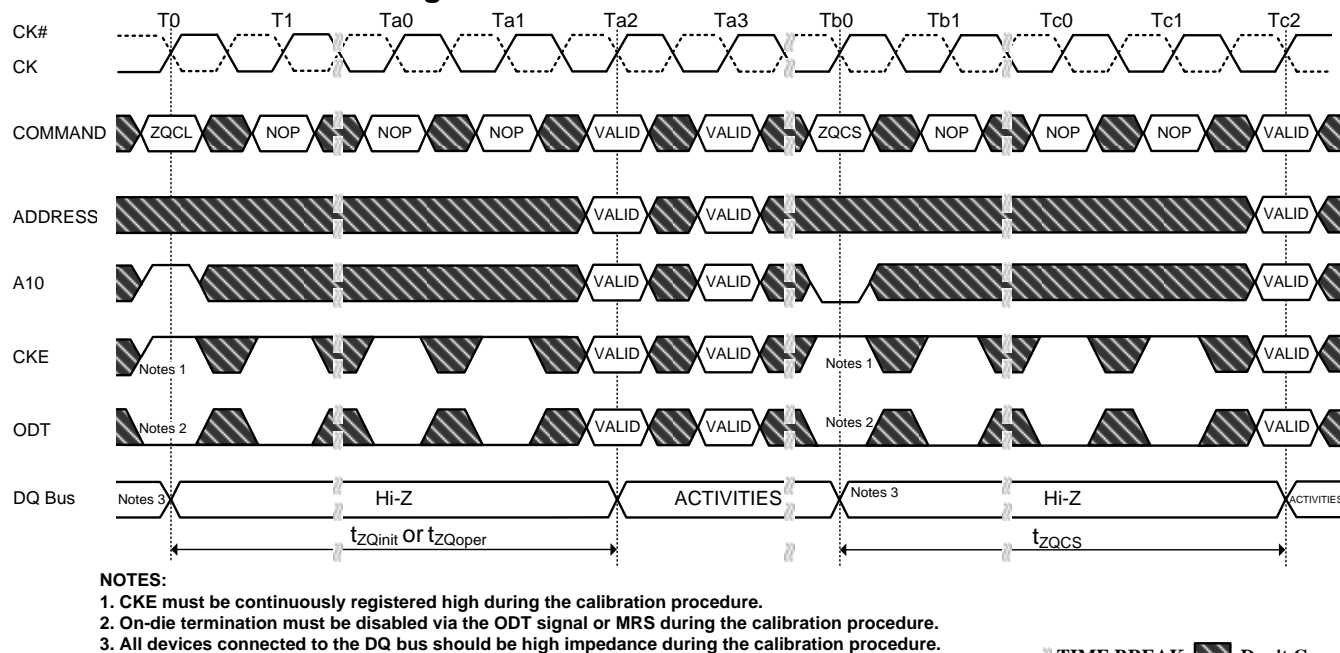 T0 T1 Ta0 Ta1 Ta2 Ta3 Tb0 Tb1 Tc0 Tc1 Tc2
CK#
CK
COMMAND ZQCL NOP NOP NOP VALID VALID ZQCS NOP NOP NOP VALID
ADDRESS VALID VALID VALID
A10 VALID VALID VALID
CKE Notes 1 VALID VALID Notes 1 VALID
ODT Notes 2 VALID VALID Notes 2 VALID
DQ Bus Notes 3 Hi-Z ACTIVITIES Notes 3 Hi-Z ACTIVITIES
tZQinit or tZQoper tZQCS
NOTES:
1. CKE must be continuously registered high during the calibration procedure.
2. On-die termination must be disabled via the ODT signal or MRS during the calibration procedure.
3. All devices connected to the DQ bus should be high impedance during the calibration procedure.
TIME BREAK Don't